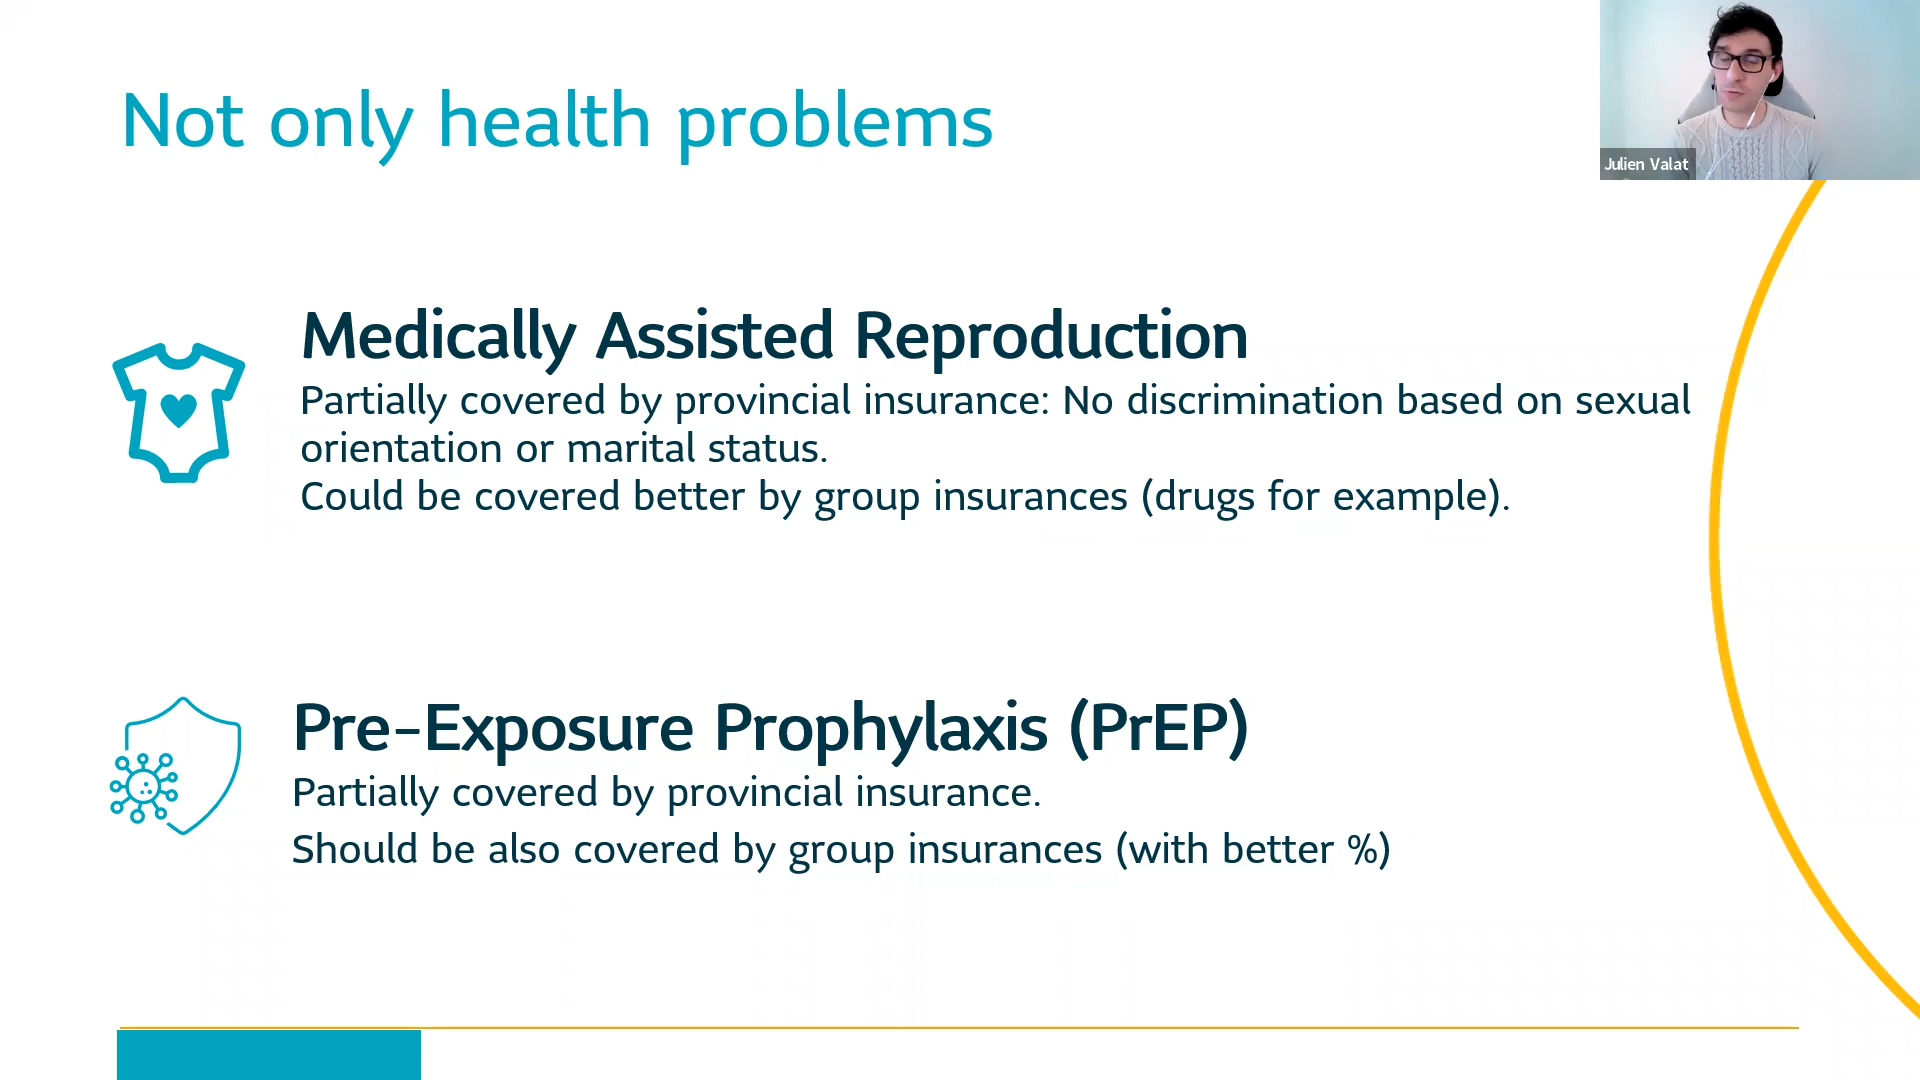 Not only health problems
Julien Valat
Medically Assisted Reproduction
Partially covered by provincial insurance: No discrimination based on sexual
orientation or marital status.
Could be covered better by group insurances (drugs for example).
Pre-Exposure Prophylaxis (PrEP)
Partially covered by provincial insurance.
Should be also covered by group insurances (with better %)